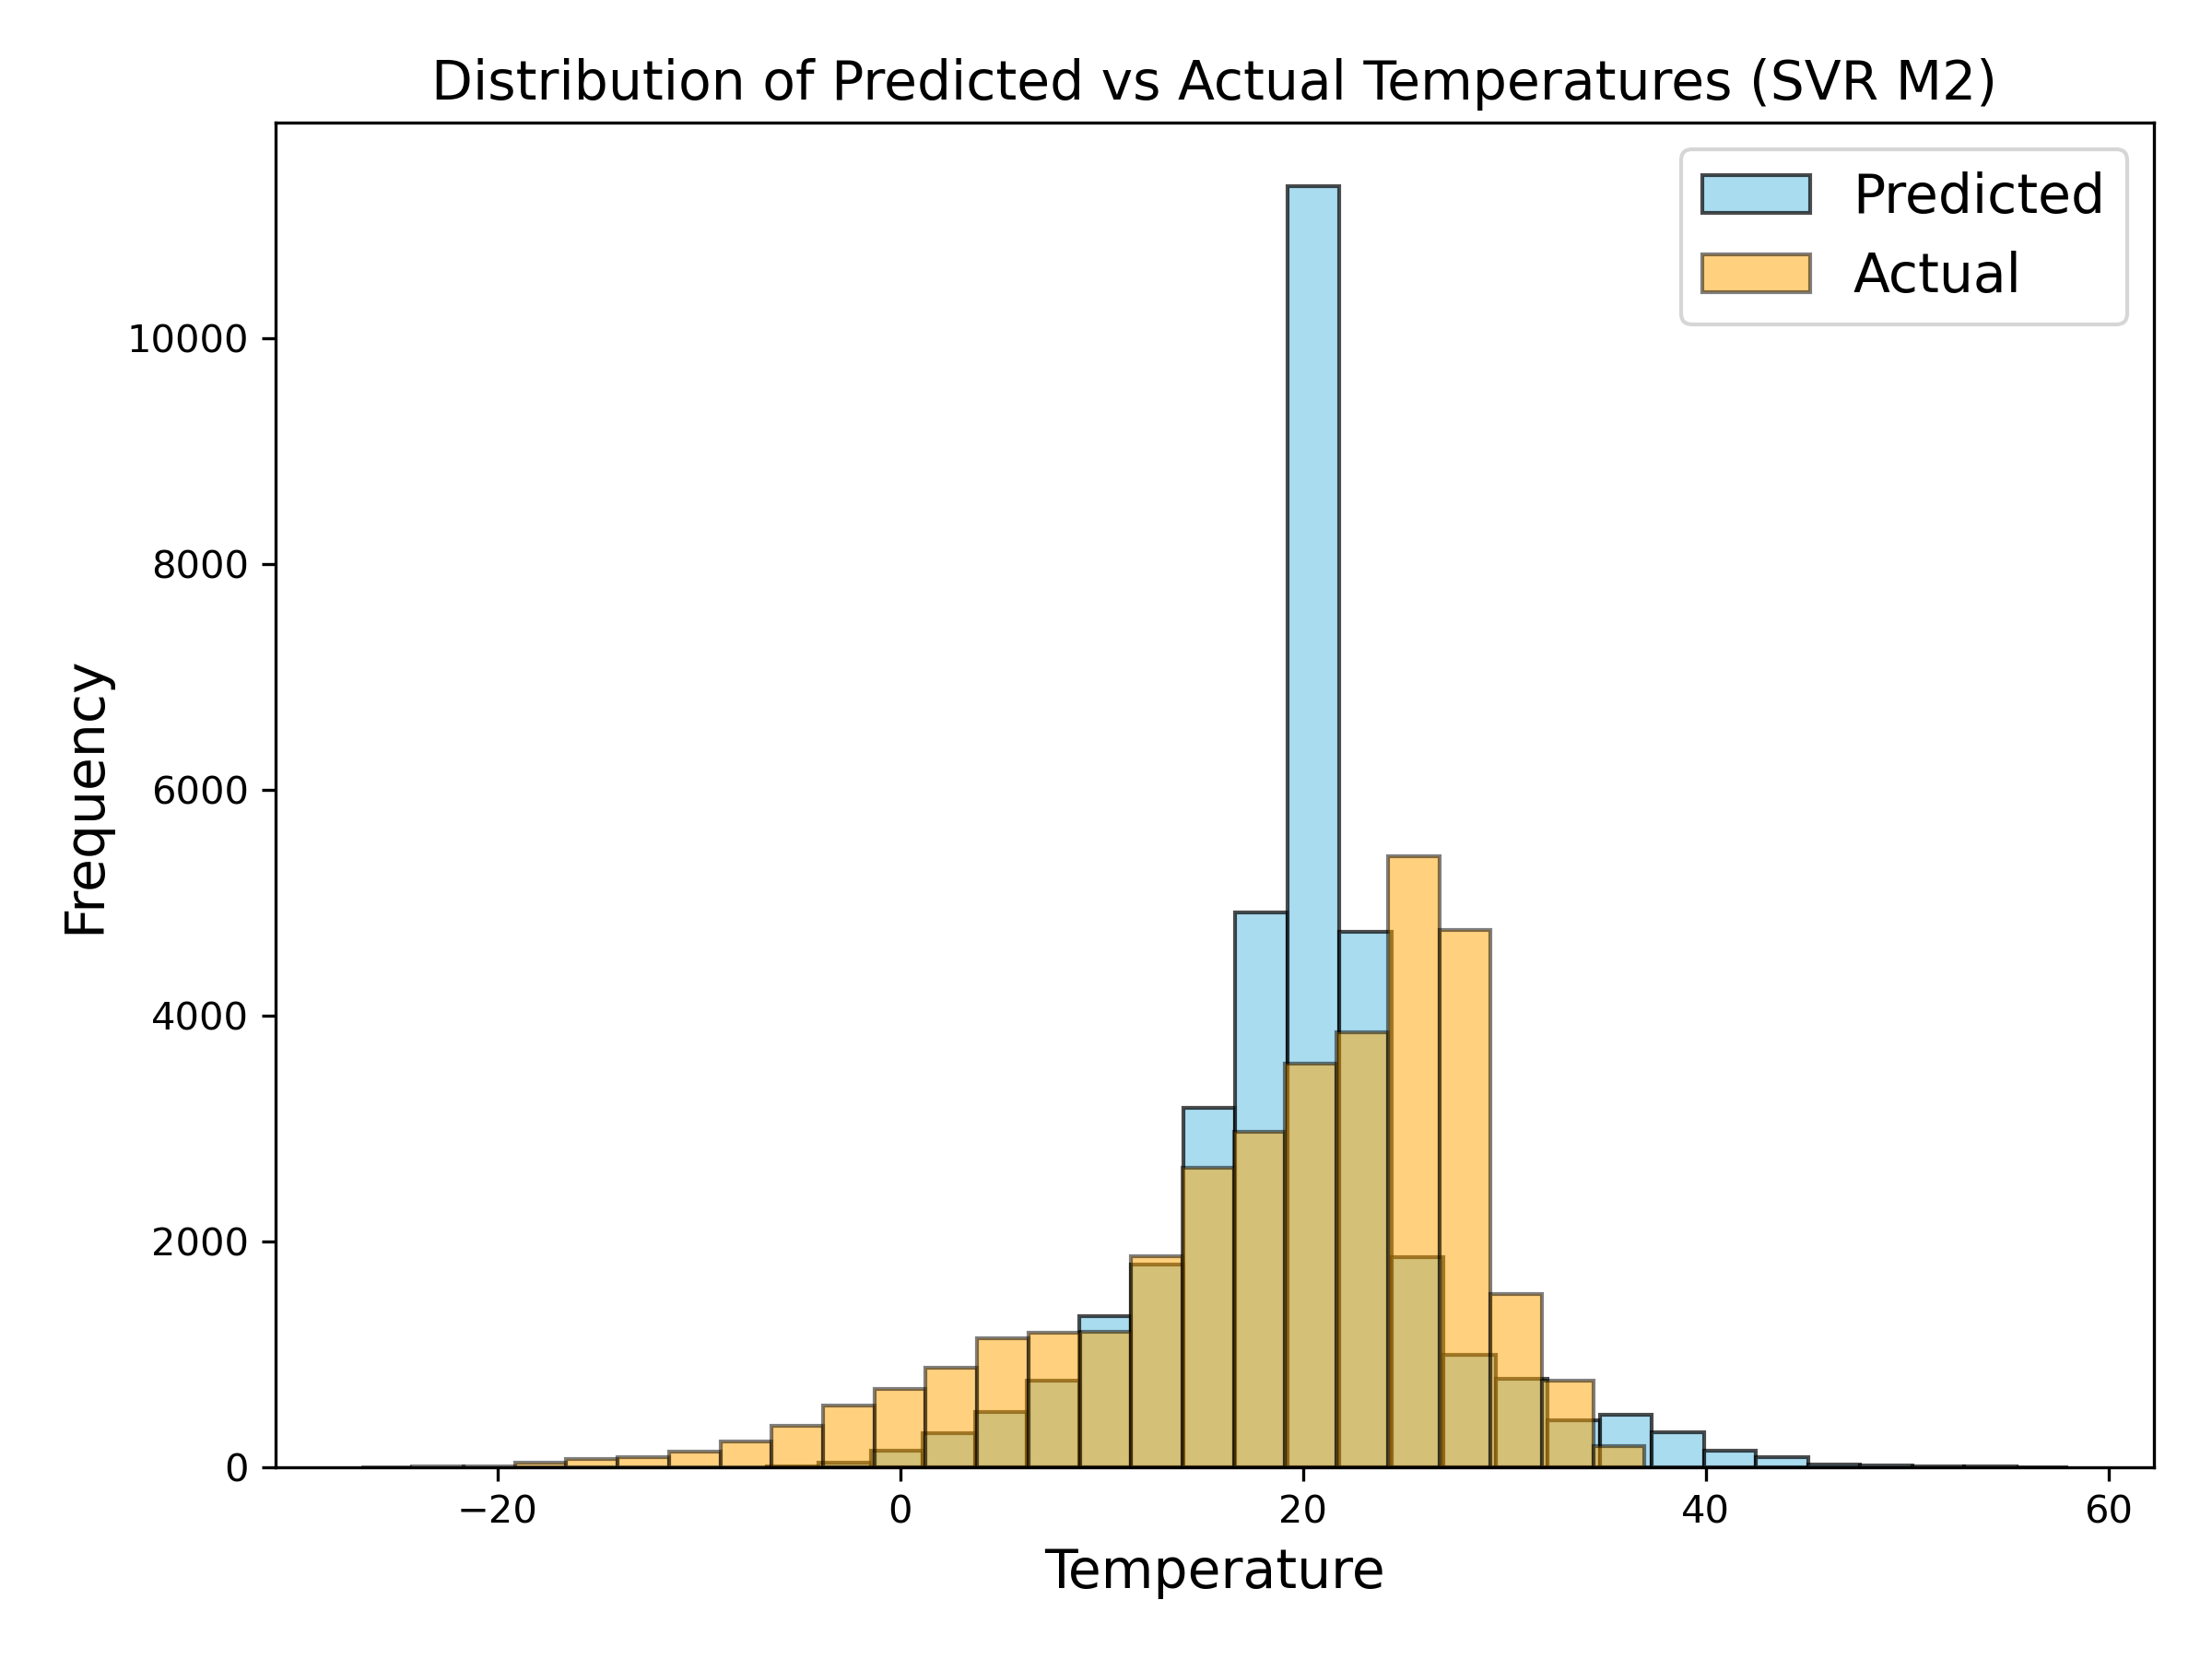 Distribution of Predicted vs Actual Temperatures (SVR M2)
Predicted
Actual
10000
8000
6000
4000
2000
0
Frequency
−20
0
20
40
60
Temperature